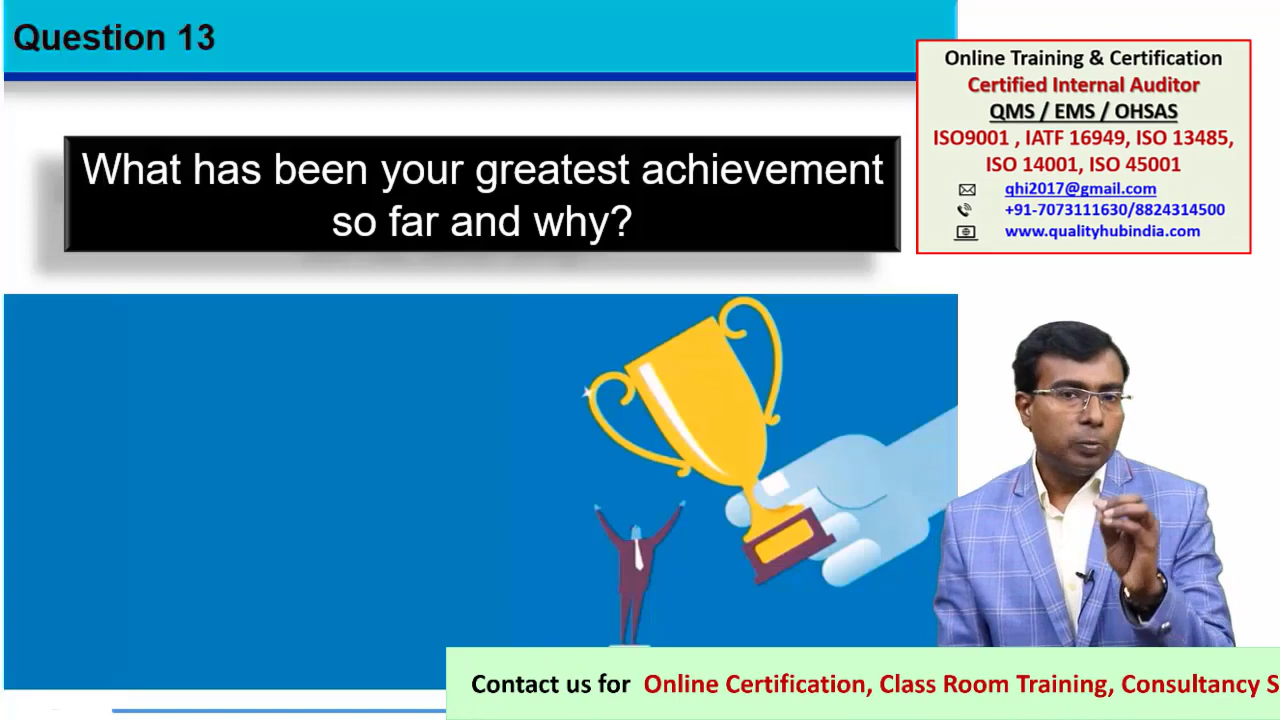 Question 13
What has been your greatest achievement
so far and why?
Online Training & Certification
Certified Internal Auditor
QMS / EMS / OHSAS
ISO9001 , IATF 16949, ISO 13485,
ISO 14001, ISO 45001
qhi2017@gmail.com
+91-7073111630/8824314500
www.qualityhubindia.com
Contact us for Online Certification, Class Room Training, Consultancy S